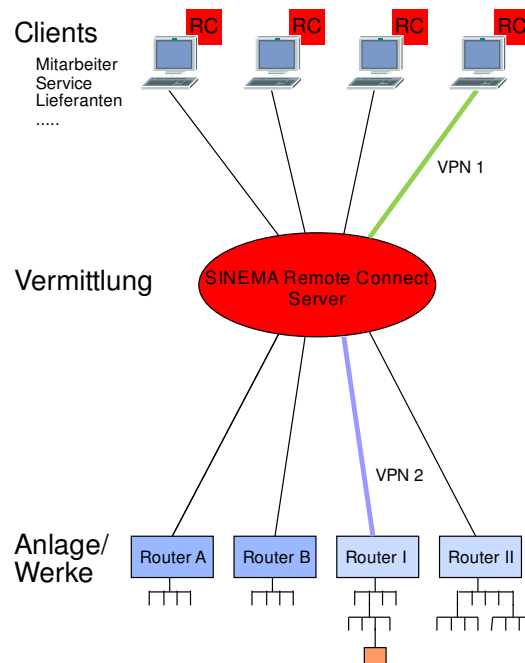 Clients
RC
RC
RC
RC
Mitarbeiter
Service
Lieferanten
.....
VPN 1
Vermittlung
SINEMA Remote Connect
Server
VPN 2
Anlage/
Werke
Router A
Router B
Router I
Router II